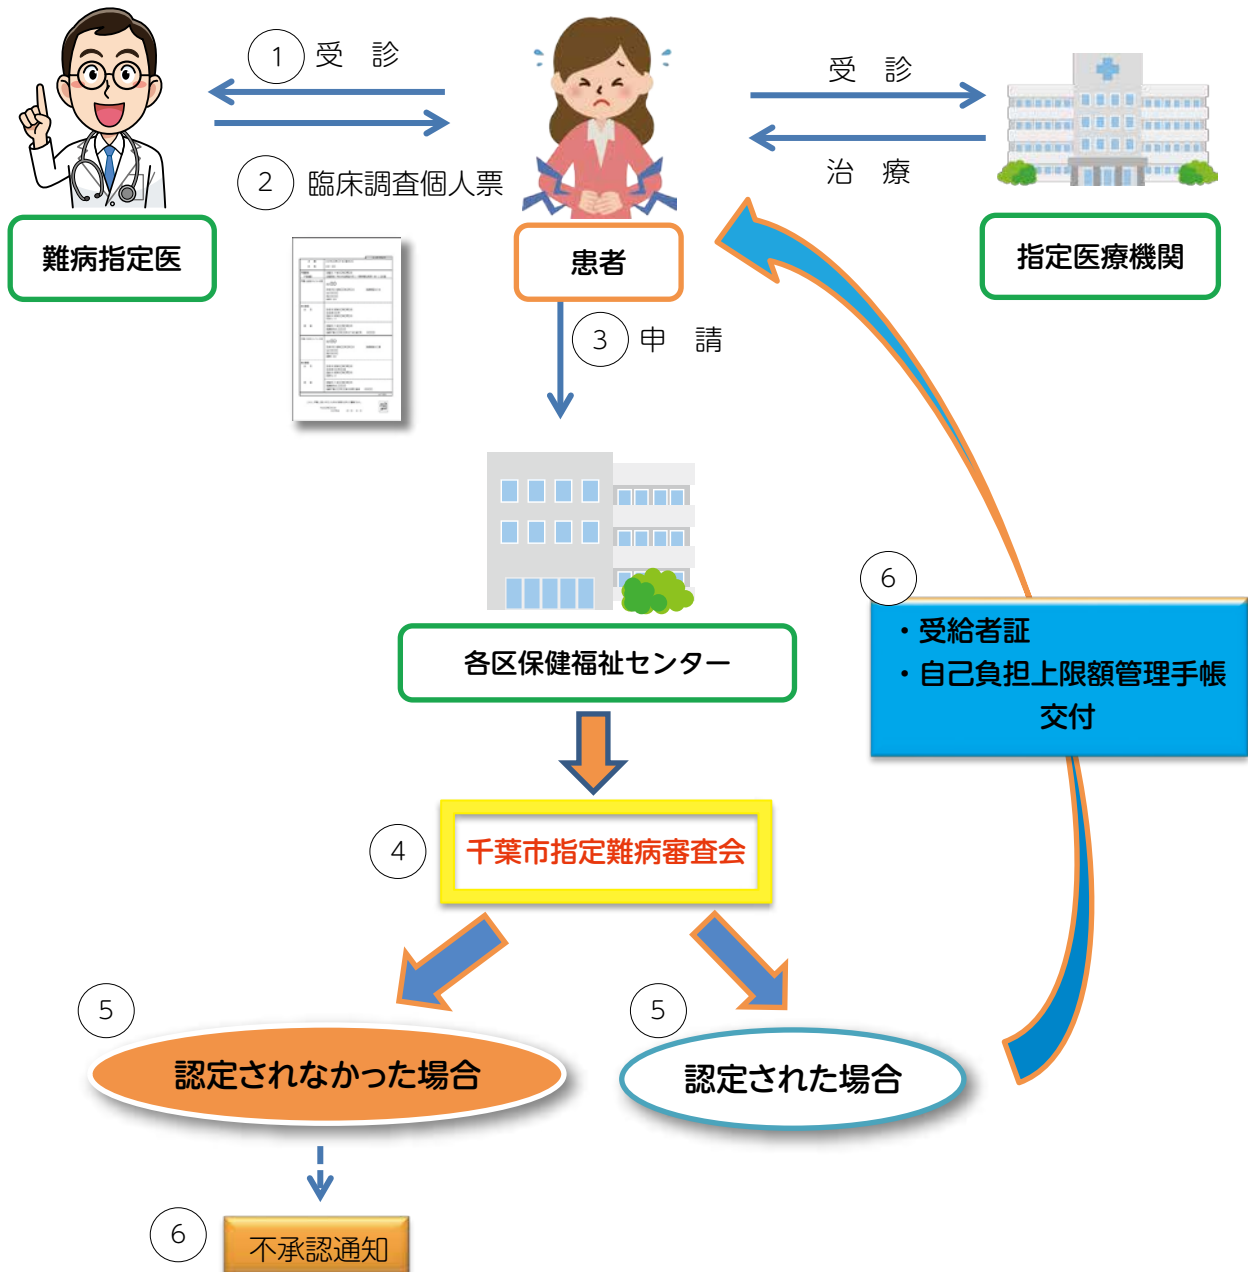 ① 受 診
② 臨床調査個人票
難病指定医
患者
受 診
治 療
指定医療機関
③ 申 請
各区保健福祉センター
④ 千葉市指定難病審査会
⑤ 認定されなかった場合
⑤ 認定された場合
⑥
・受給者証
・自己負担上限額管理手帳
交付
⑥ 不承認通知